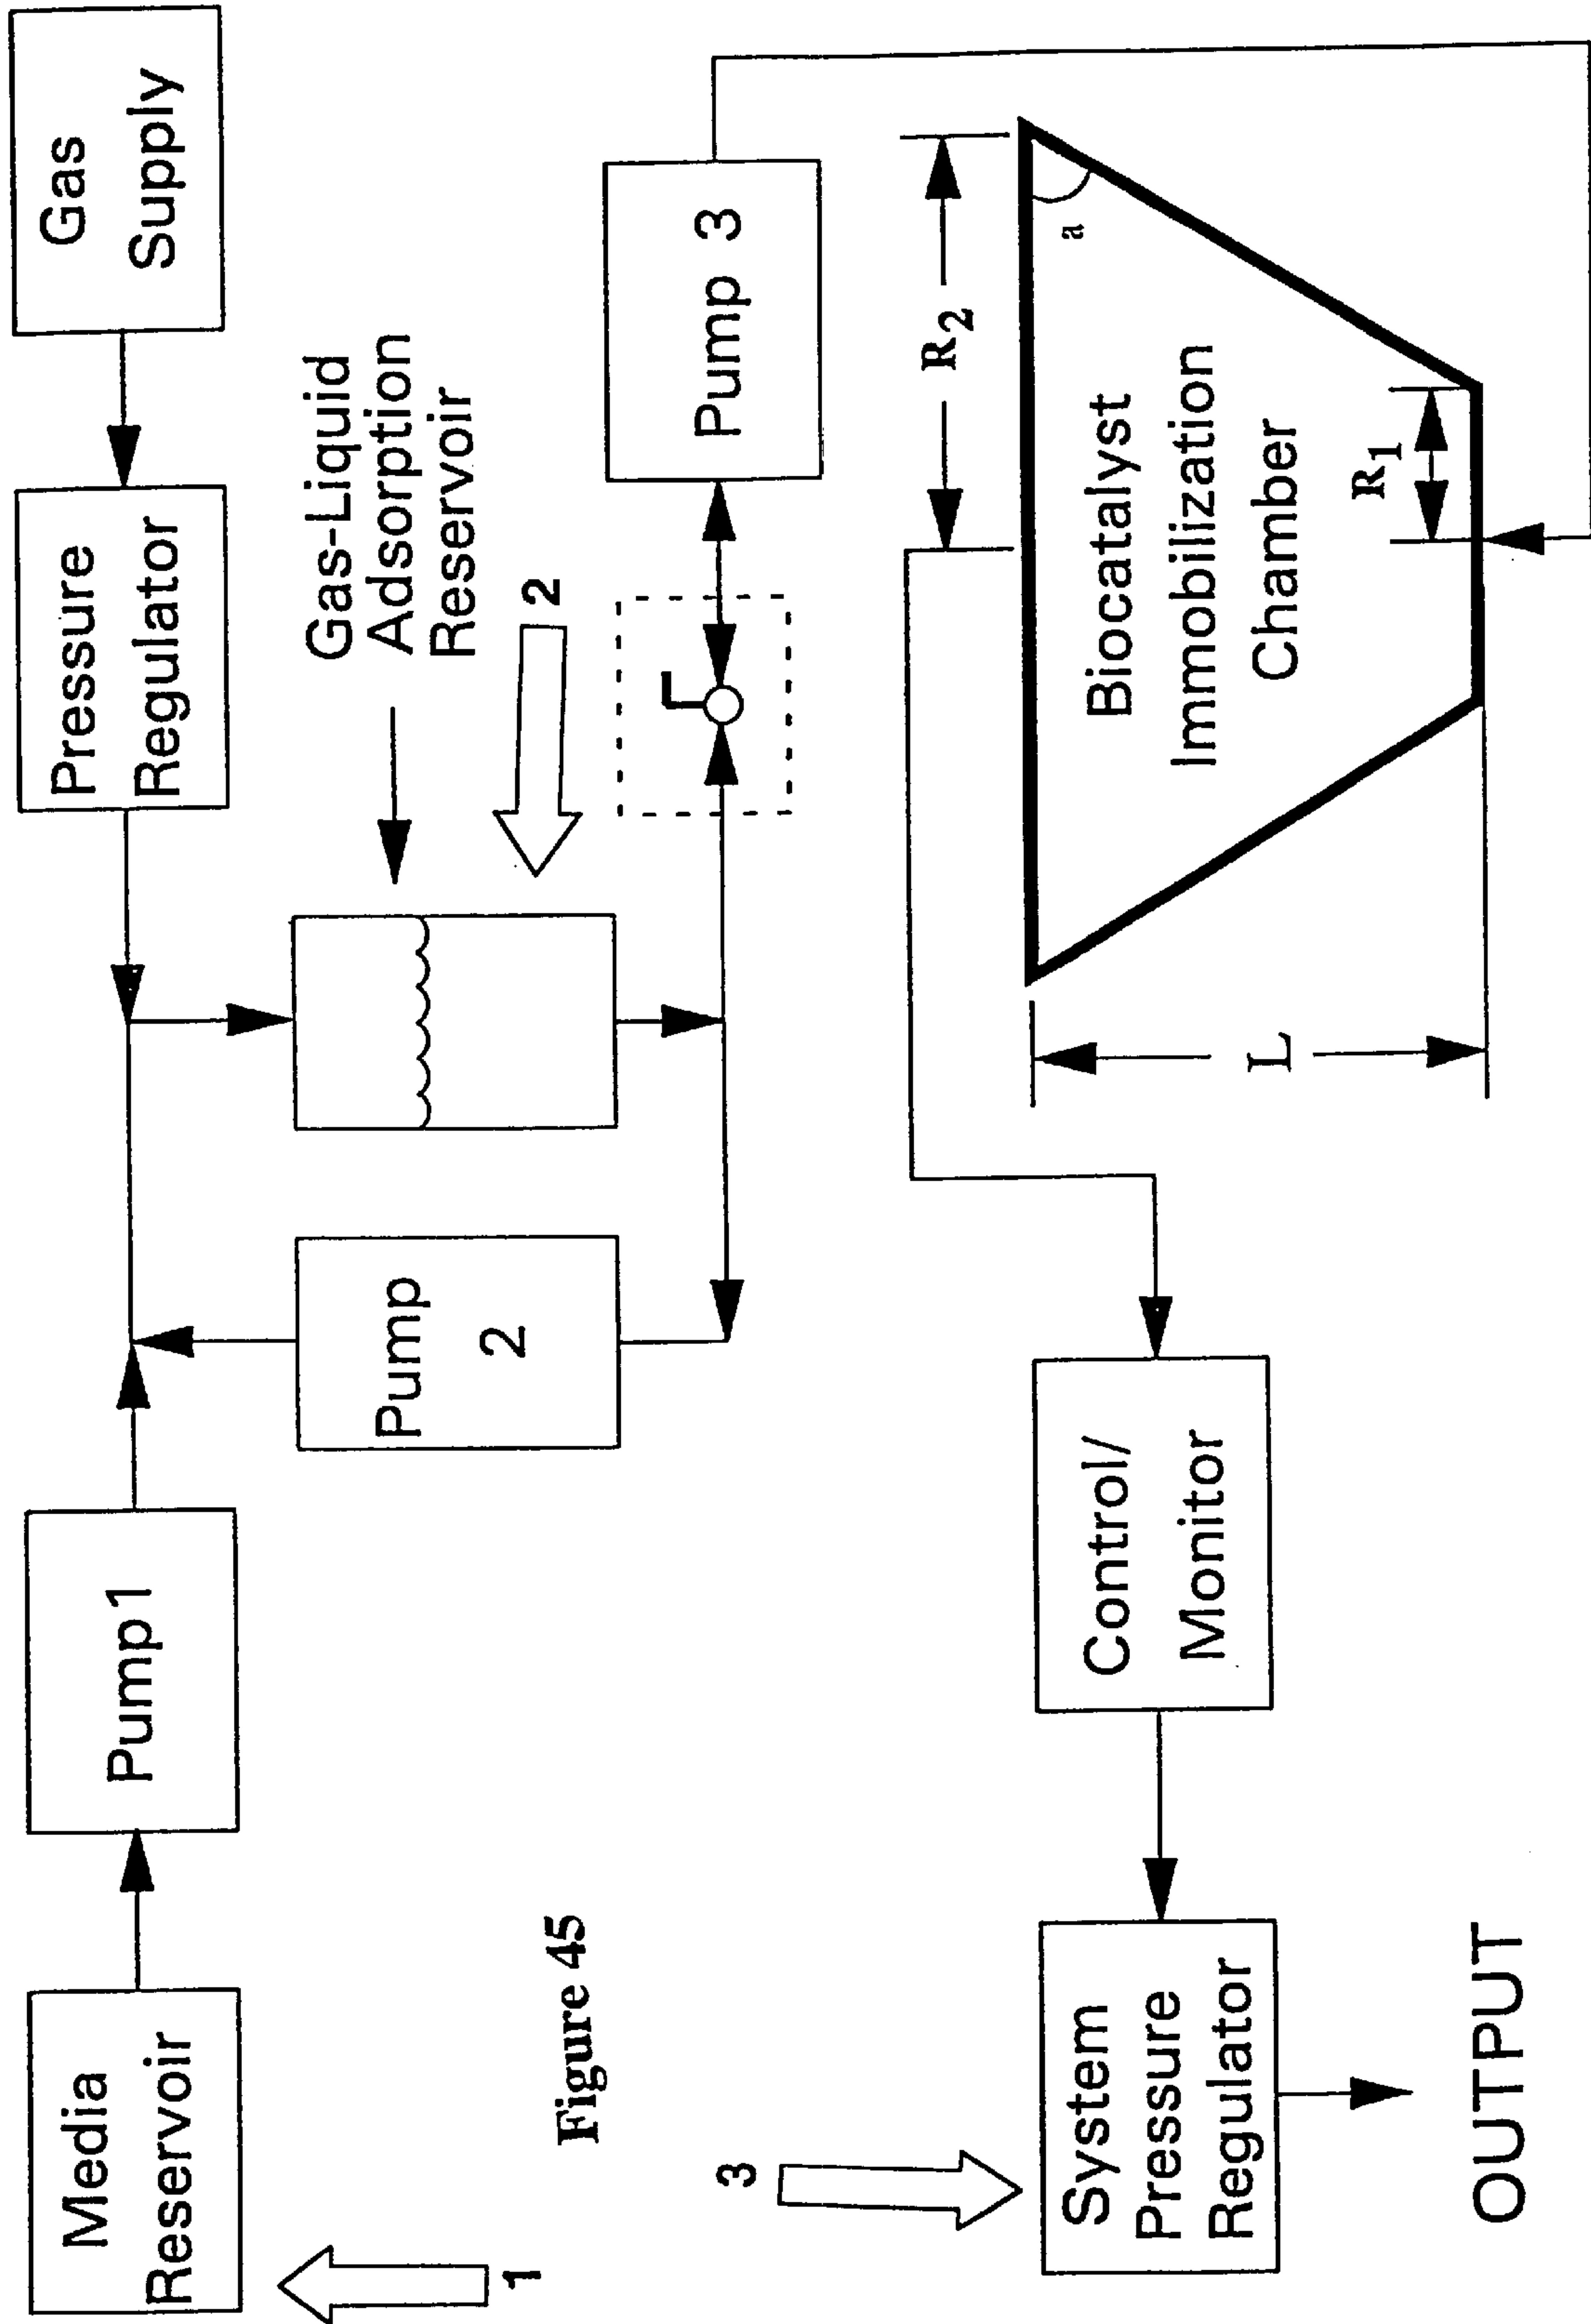 Media
Reservoir
Pump1
Pump
2
Pressure
Regulator
Gas
Supply
Gas-Liquid
Adsorption
Reservoir
1
2
Figure 45
Pump 3
3
System
Pressure
Regulator
OUTPUT
Control/
Monitor
L
R2
a
Biocatalyst
Immobilization
Chamber
R1